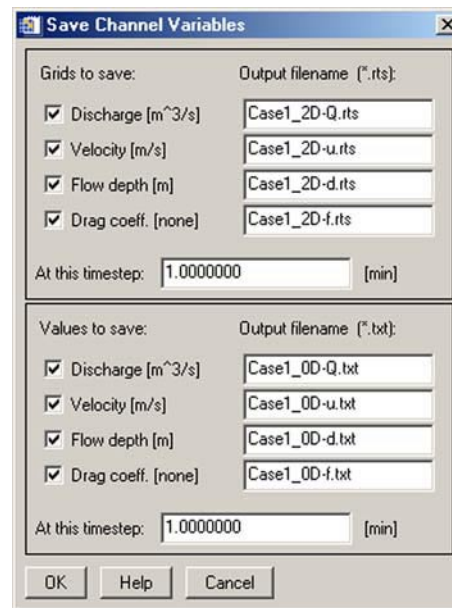 Save Channel Variables
Grids to save: Output filename (*.rts):
Discharge [m^3/s] Case1_2D-Q.rts
Velocity [m/s] Case1_2D-u.rts
Flow depth [m] Case1_2D-d.rts
Drag coeff. [none] Case1_2D-f.rts
At this timestep: 1.0000000 [min]
Values to save: Output filename (*.txt):
Discharge [m^3/s] Case1_0D-Q.txt
Velocity [m/s] Case1_0D-u.txt
Flow depth [m] Case1_0D-d.txt
Drag coeff. [none] Case1_0D-f.txt
At this timestep: 1.0000000 [min]
OK Help Cancel